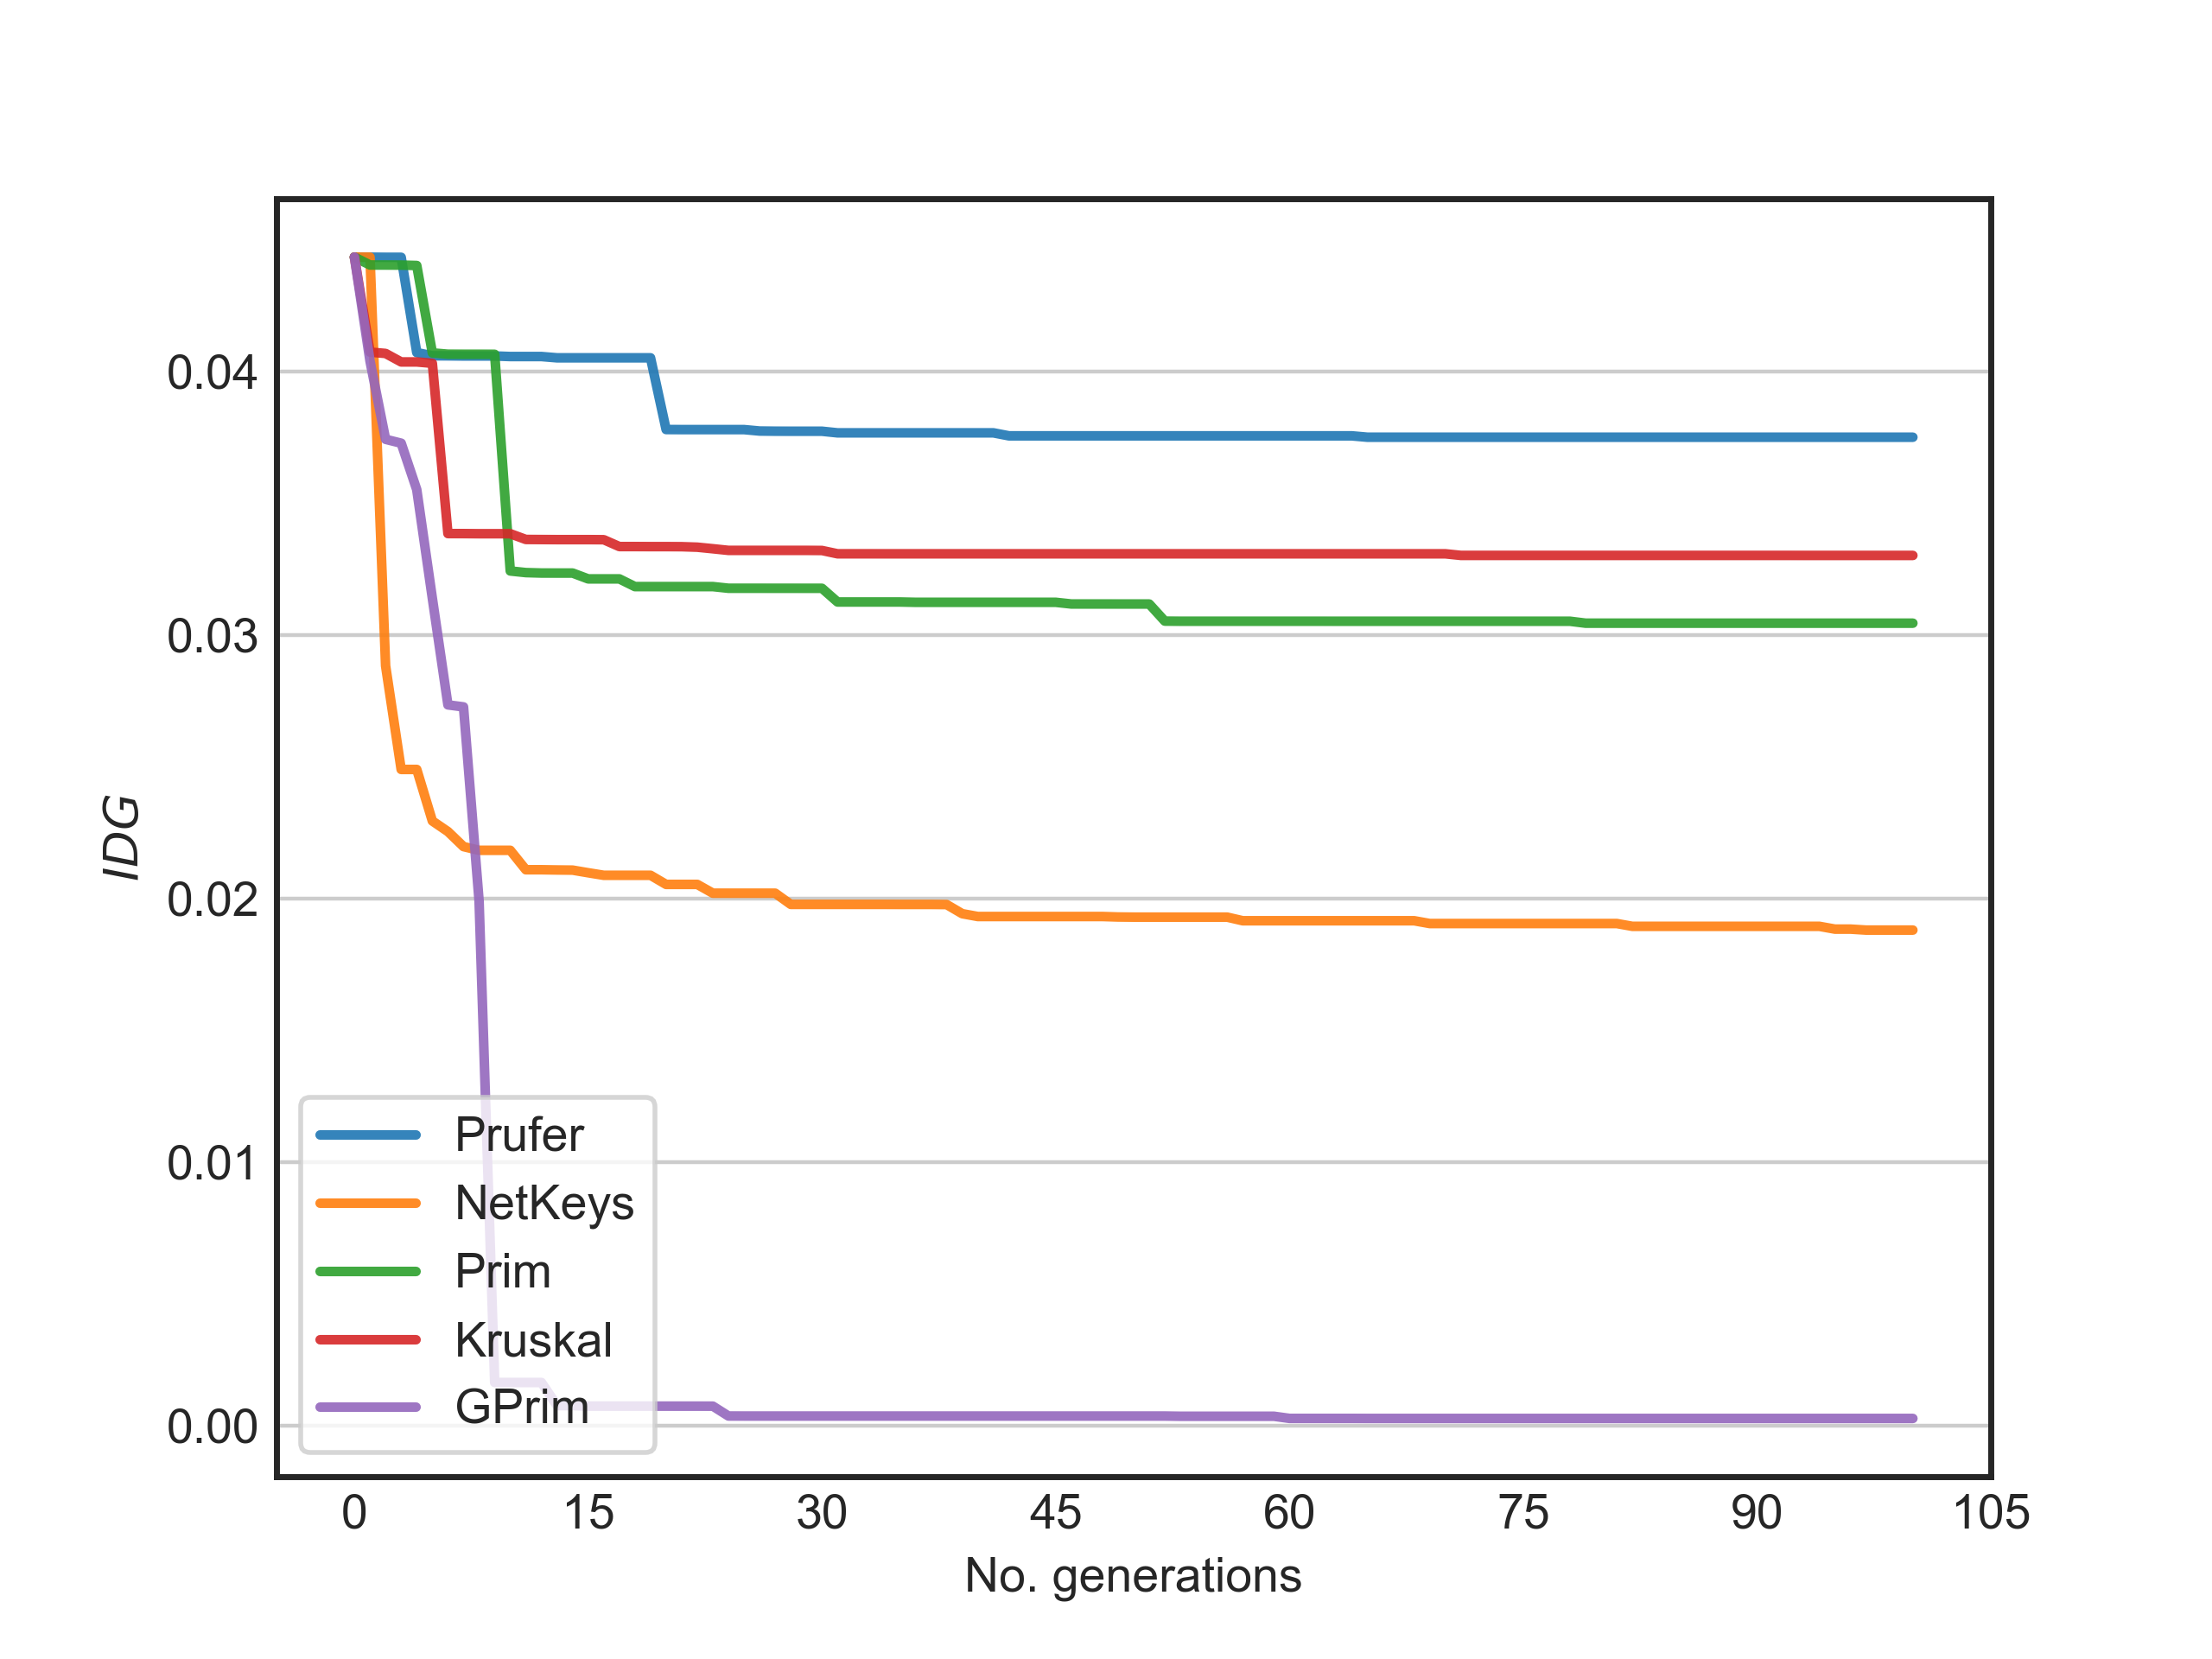 0.04
0.03
0.02
0.01
0.00
IDG
Prufer
NetKeys
Prim
Kruskal
GPrim
0 15 30 45 60 75 90 105
No. generations